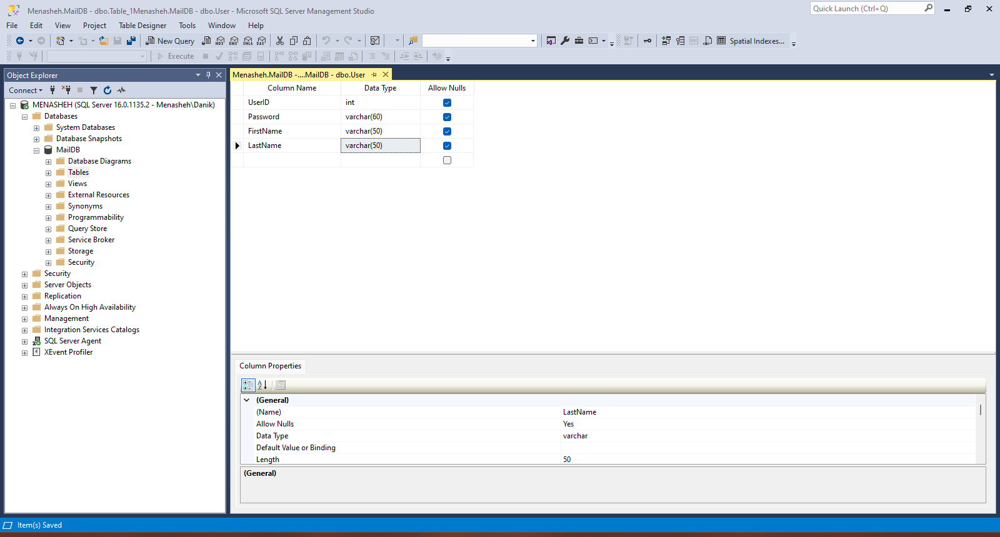 Menasheh.MailDB - dbo.Table_1Menasheh.MailDB - dbo.User - Microsoft SQL Server Management Studio
Quick Launch (Ctrl+Q)
File Edit View Project Table Designer Tools Window Help
New Query MDX DMX XMLA DAX Spatial Indexes...
Execute
Object Explorer
Connect
MENASHEH (SQL Server 16.0.1135.2 - Menasheh\Danik)
Databases
System Databases
Database Snapshots
MailDB
Database Diagrams
Tables
Views
External Resources
Synonyms
Programmability
Query Store
Service Broker
Storage
Security
Security
Server Objects
Replication
Always On High Availability
Management
Integration Services Catalogs
SQL Server Agent
XEvent Profiler
Menasheh.MailDB -....MailDB - dbo.User
Column Name Data Type Allow Nulls
UserID int
Password varchar(60)
FirstName varchar(50)
LastName varchar(50)
Column Properties
A
Z
(General)
(Name) LastName
Allow Nulls Yes
Data Type varchar
Default Value or Binding
Length 50
(General)
Item(s) Saved